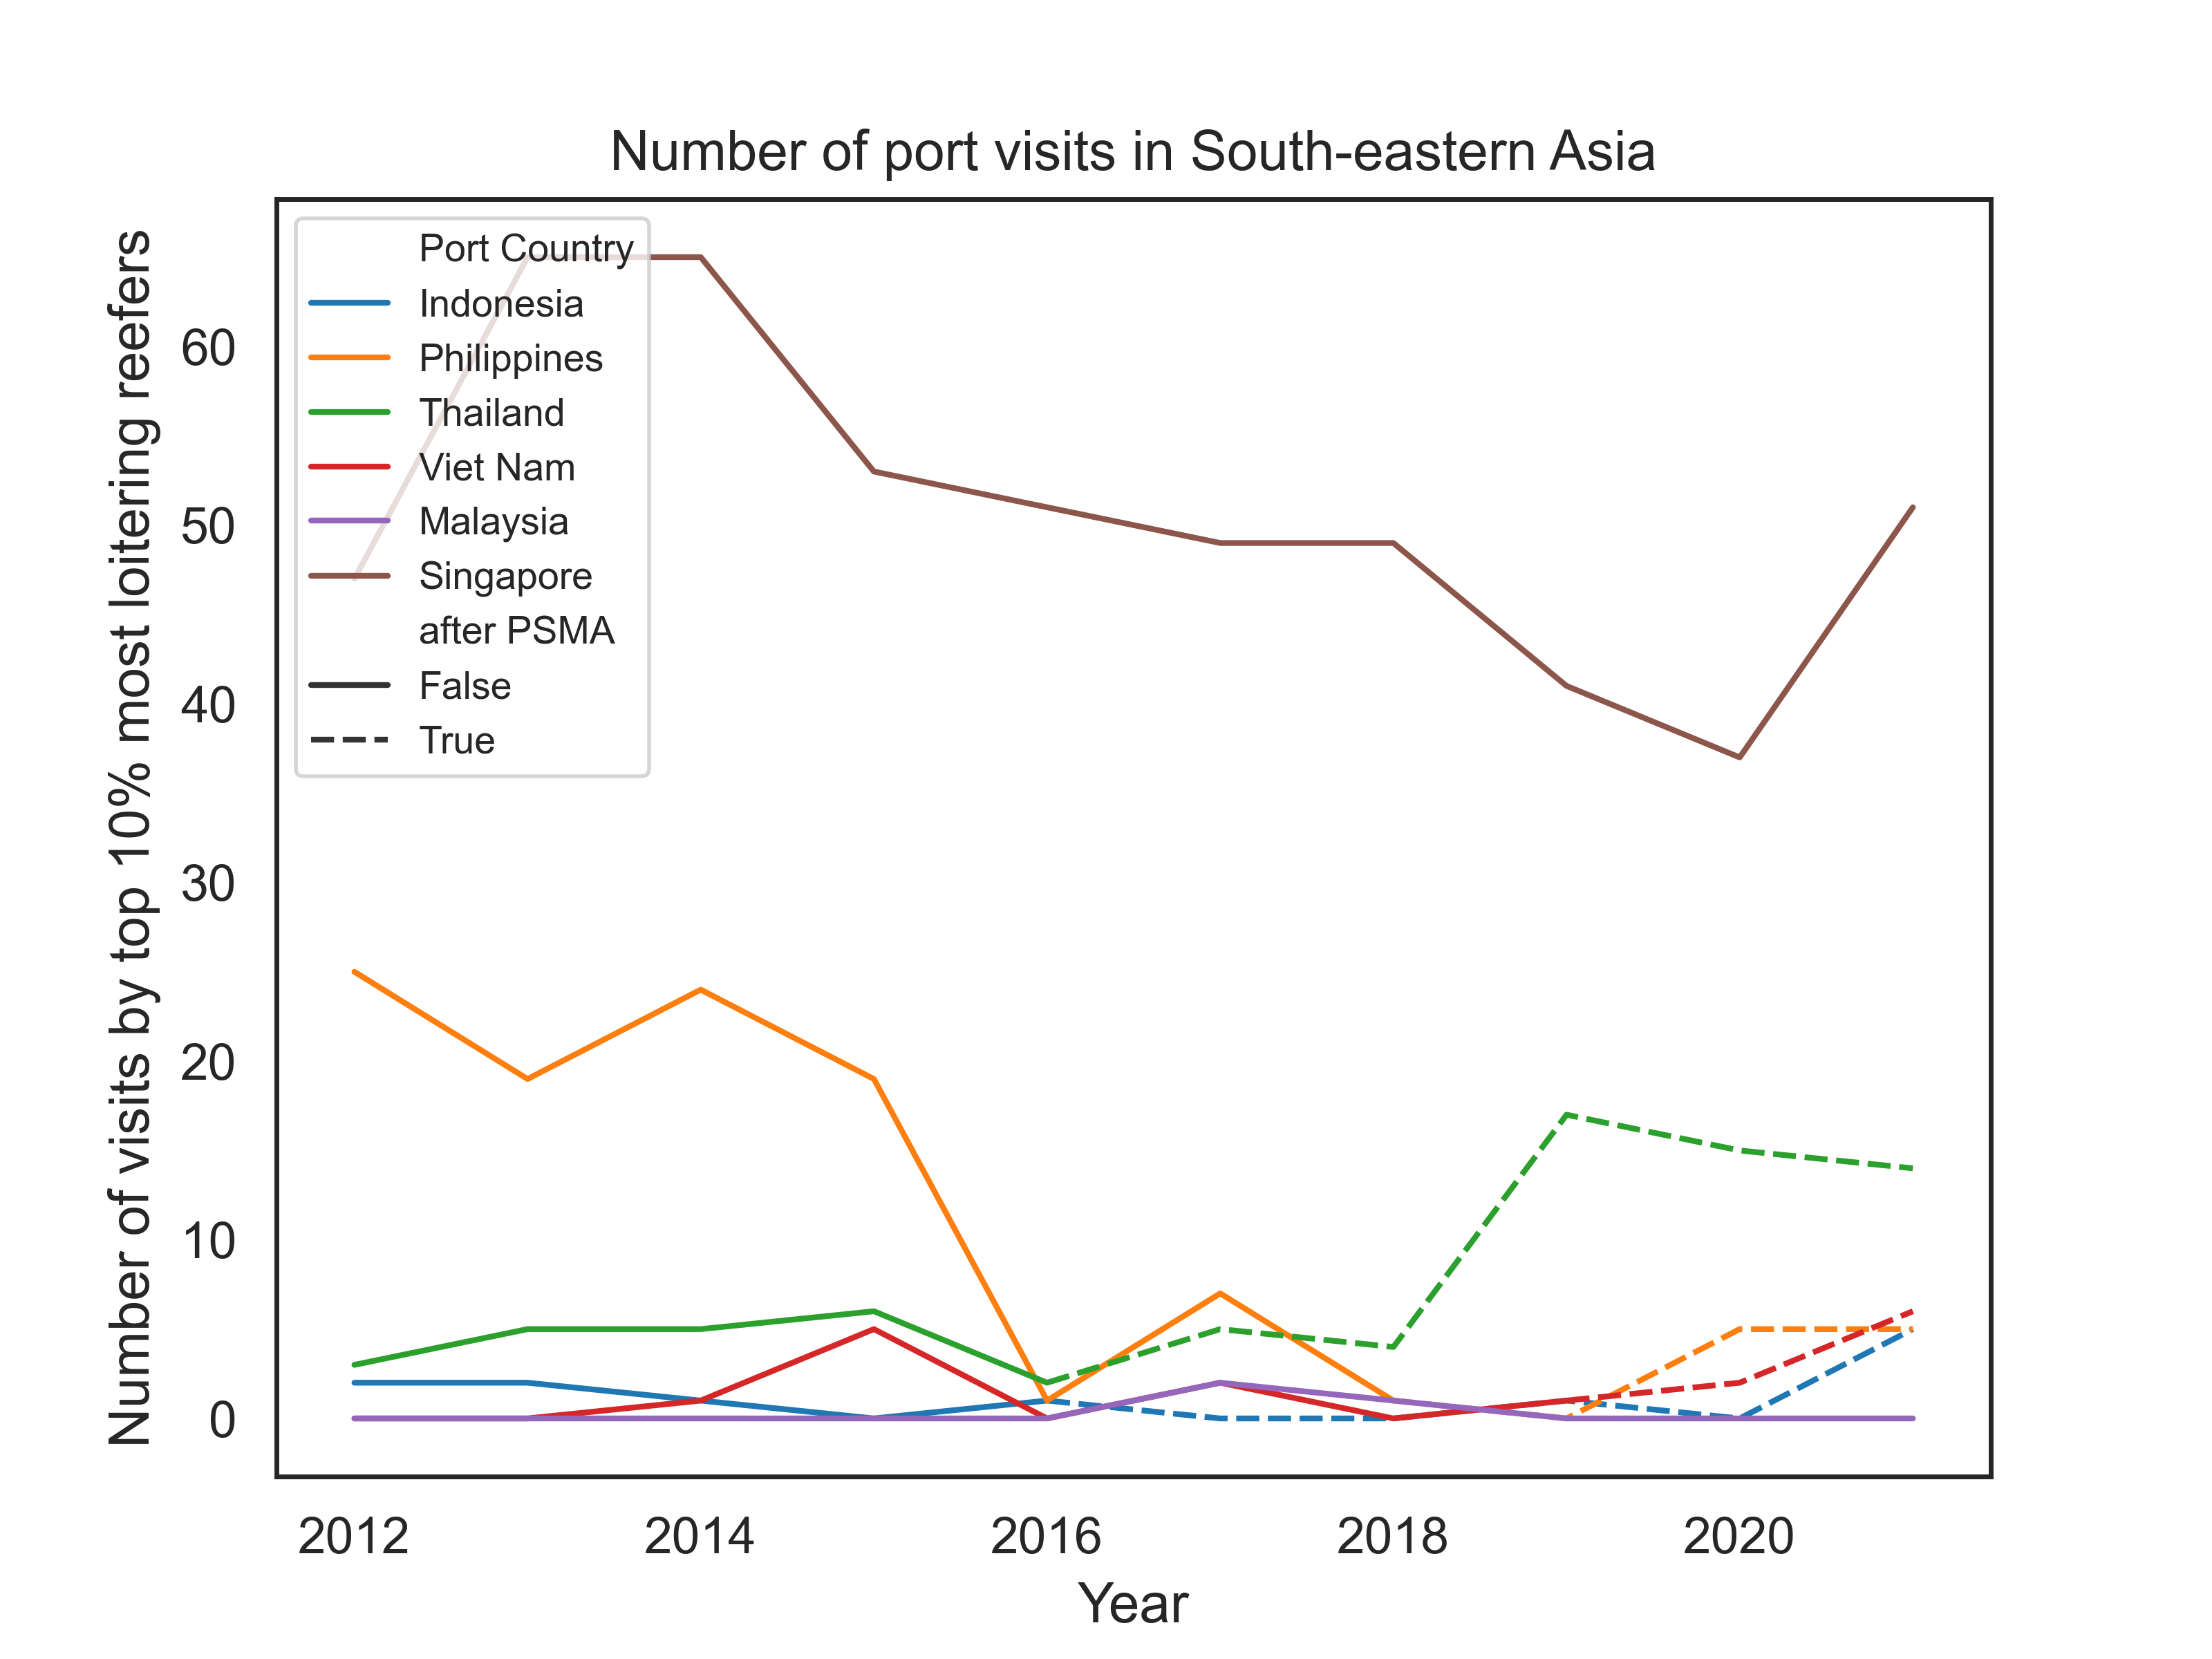 Number of port visits in South-eastern Asia
Number of visits by top 10% most loitering reefers
60
50
40
30
20
10
0
Port Country
Indonesia
Philippines
Thailand
Viet Nam
Malaysia
Singapore
after PSMA
False
True
2012 2014 2016 2018 2020
Year